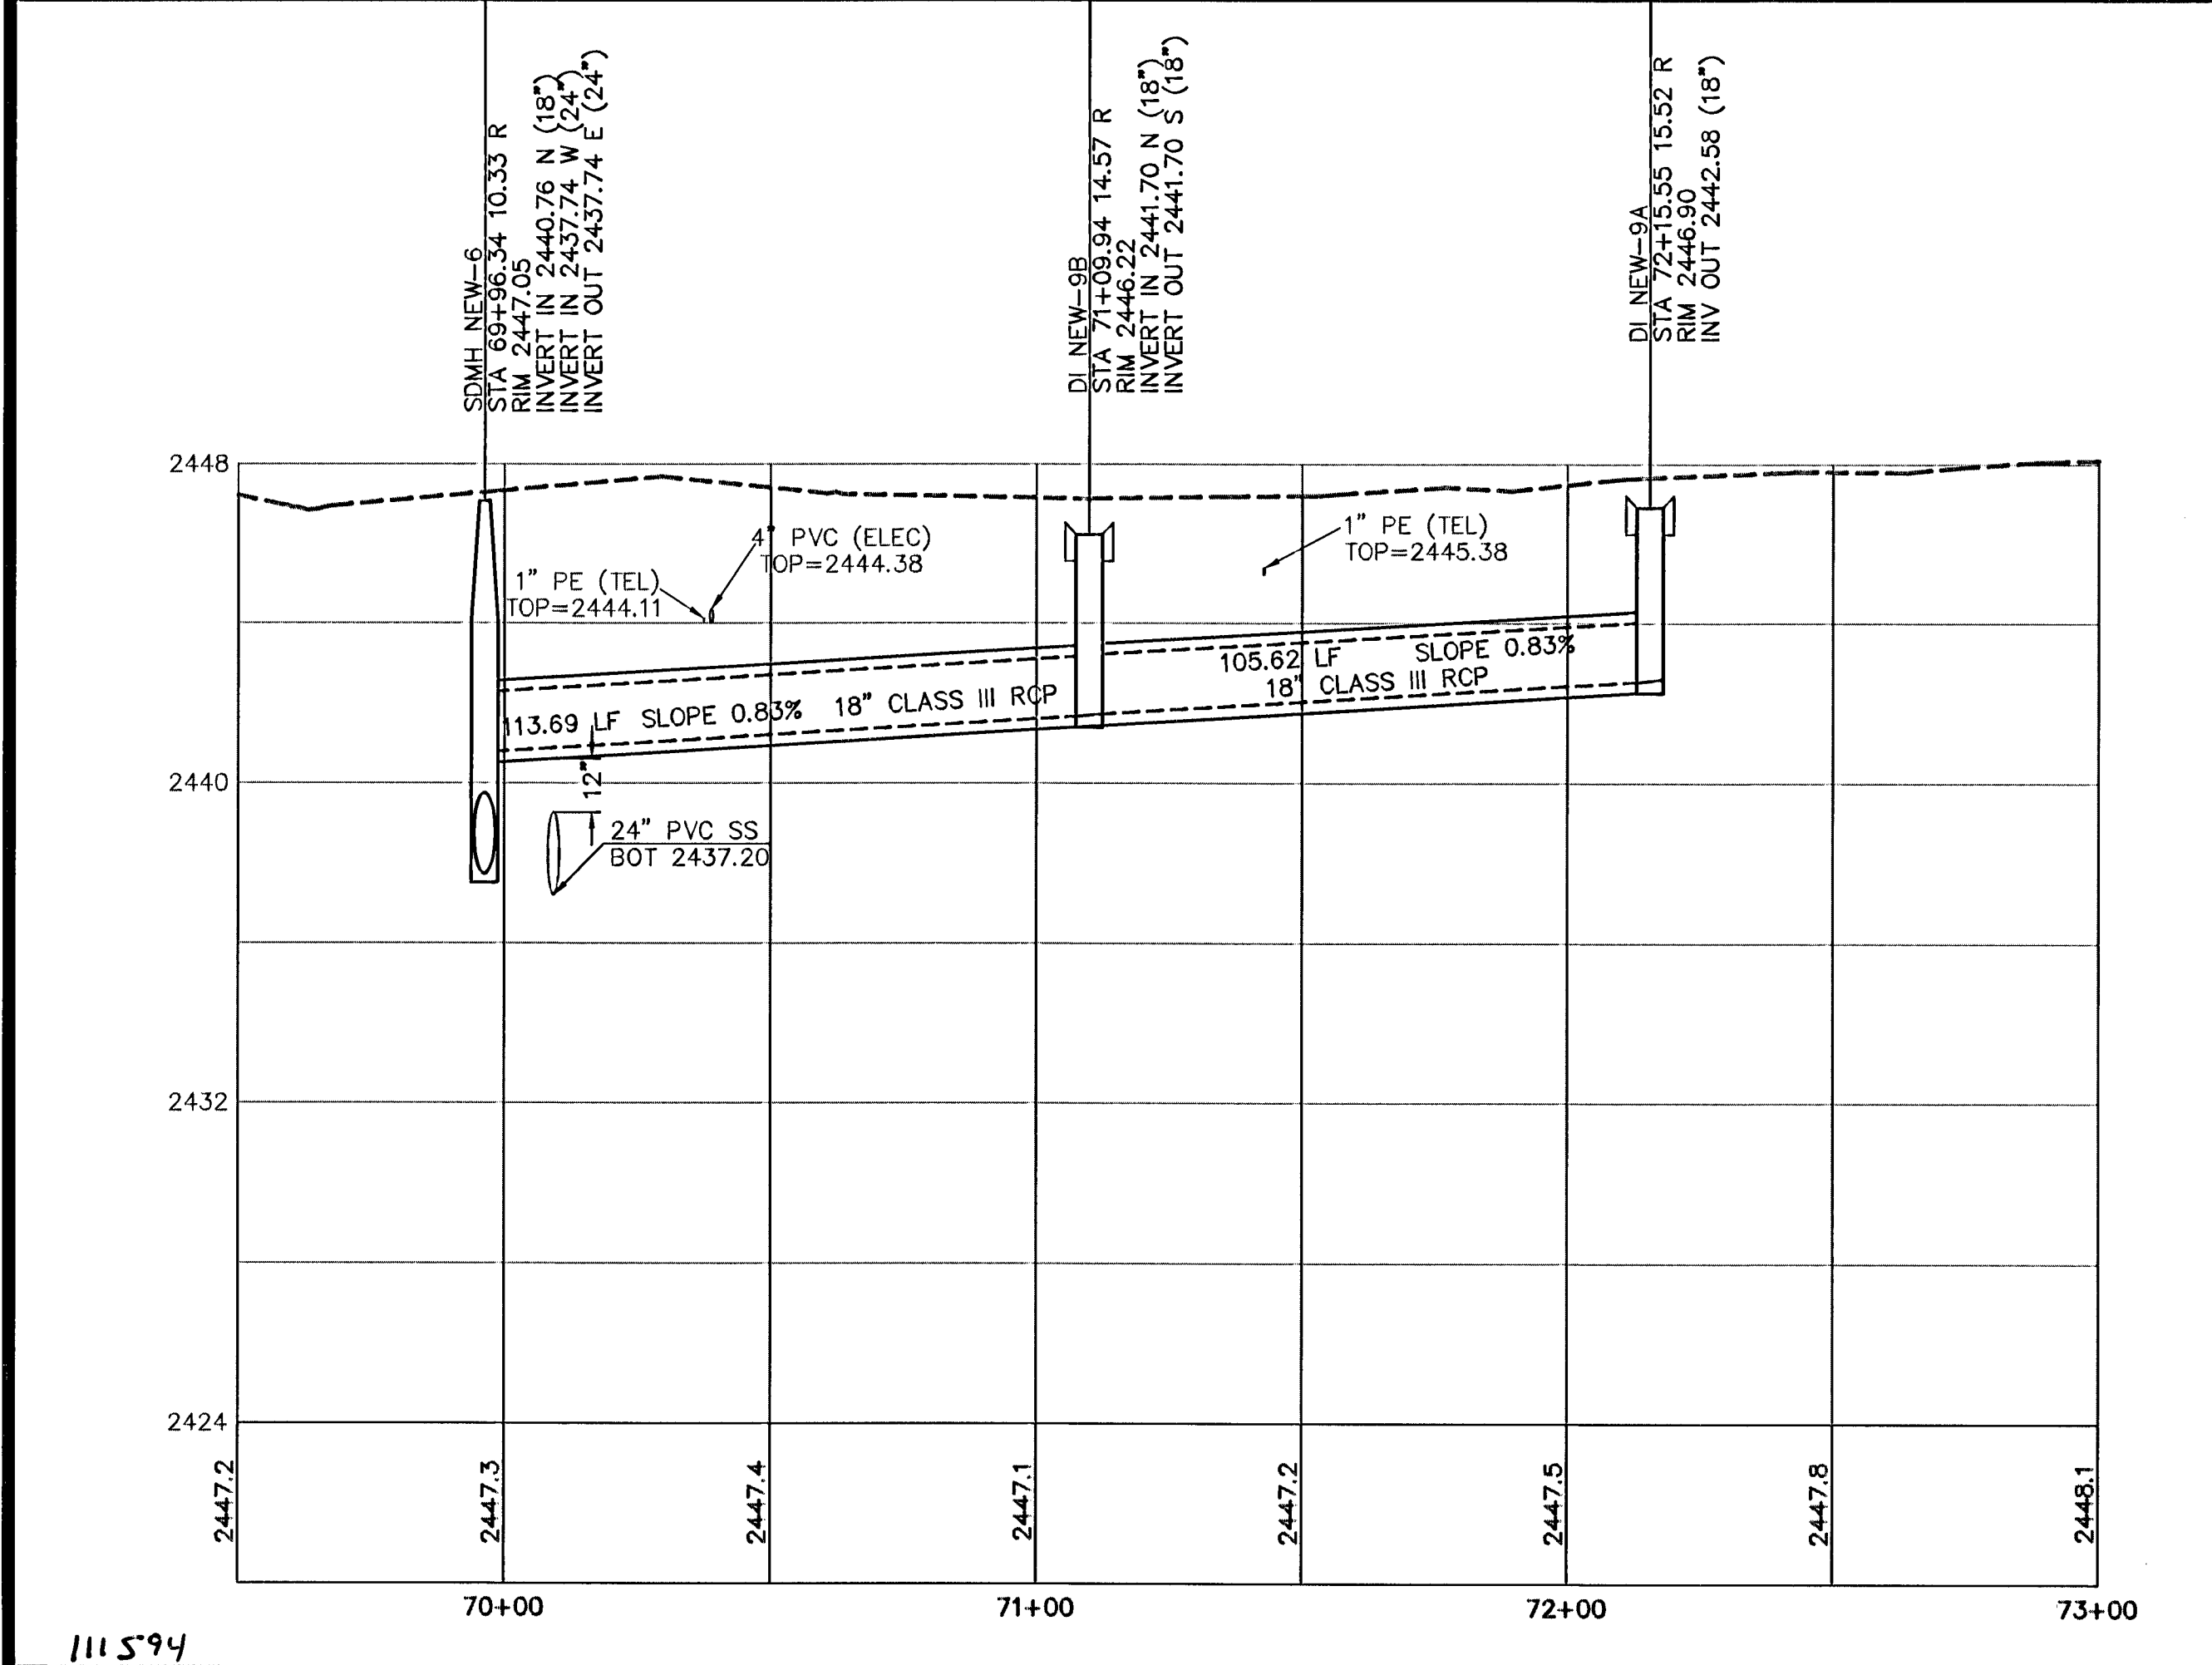 SDMH NEW-6
STA 69+96.34 10.33 R
RIM 2447.05
INVERT IN 2440.76 N (18")
INVERT IN 2437.74 W (24")
INVERT OUT 2437.74 E (24")
DI NEW-9B
STA 71+09.94 14.57 R
RIM 2446.22
INVERT IN 2441.70 N (18")
INVERT OUT 2441.70 S (18")
DI NEW-9A
STA 72+15.55 15.52 R
RIM 2446.90
INV OUT 2442.58 (18")
2448
4" PVC (ELEC)
TOP=2444.38
1" PE (TEL)
TOP=2445.38
1" PE (TEL)
TOP=2444.11
105.62 LF SLOPE 0.83%
18" CLASS III RCP
113.69 LF SLOPE 0.83% 18" CLASS III RCP
2440
12"
24" PVC SS
BOT 2437.20
2432
2424
2447.2
2447.3
2447.4
2447.1
2447.2
2447.5
2447.8
2448.1
70+00
71+00
72+00
73+00
111594